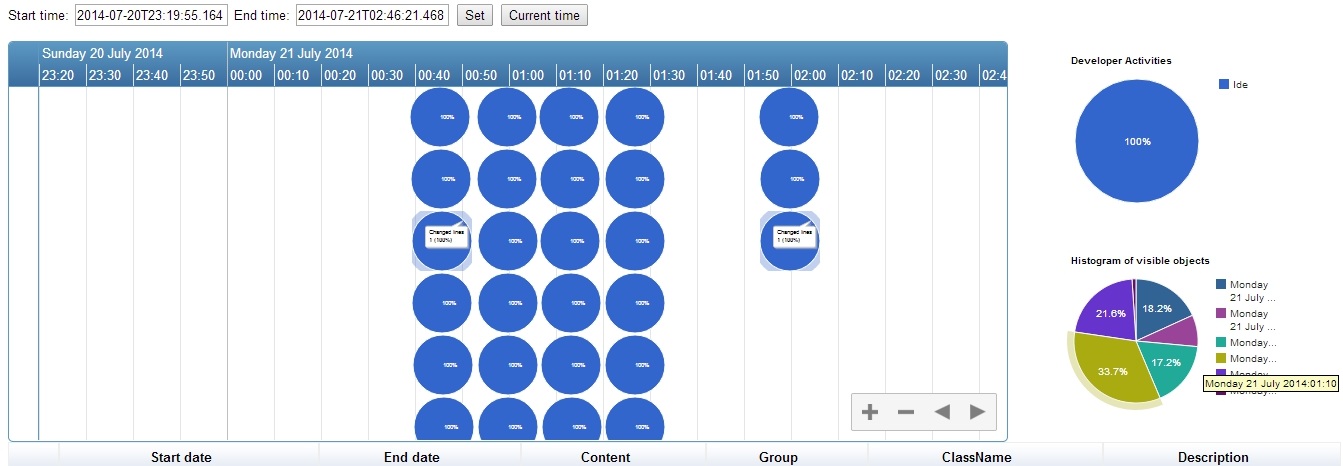 Start time: 2014-07-20T23:19:55.164 End time: 2014-07-21T02:46:21.468 Set Current time
Sunday 20 July 2014 Monday 21 July 2014
23:20 23:30 23:40 23:50 00:00 00:10 00:20 00:30 00:40 00:50 01:00 01:10 01:20 01:30 01:40 01:50 02:00 02:10 02:20 02:30 02:4
100% 100% 100% 100% 100%
100% 100% 100% 100% 100%
Changed lines
1 (100%)
100% 100% 100%
Changed lines
1 (100%)
100% 100% 100% 100%
100% 100% 100% 100%
100% 100% 100% 100%
Developer Activities
100%
Ide
Histogram of visible objects
18.2%
17.2%
33.7%
21.6%
Monday
21 July ...
Monday
21 July ...
Monday...
Monday...
Monday...
Monday 21 July 2014:01:10
Monday...
Start date End date Content Group ClassName Description